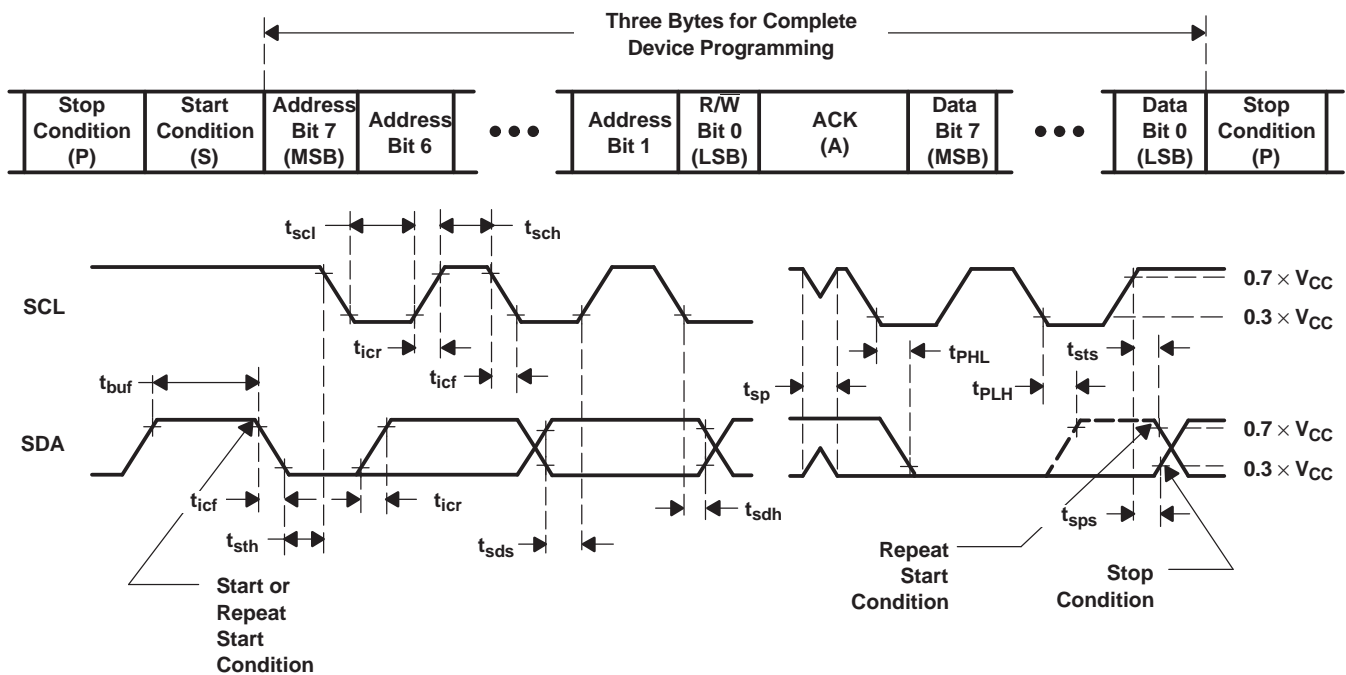 Three Bytes for Complete
Device Programming
Stop
Condition
(P)
Start
Condition
(S)
Address
Bit 7
(MSB)
Address
Bit 6
•••
Address
Bit 1
R/W̅
Bit 0
(LSB)
ACK
(A)
Data
Bit 7
(MSB)
•••
Data
Bit 0
(LSB)
Stop
Condition
(P)
tscl
tsch
SCL
0.7 × VCC
0.3 × VCC
ticr
ticf
tPHL
tsts
tbuf
tsp
tPLH
SDA
0.7 × VCC
0.3 × VCC
ticf
ticr
tsdh
tsth
tsds
tsps
Start or
Repeat
Start
Condition
Repeat
Start
Condition
Stop
Condition